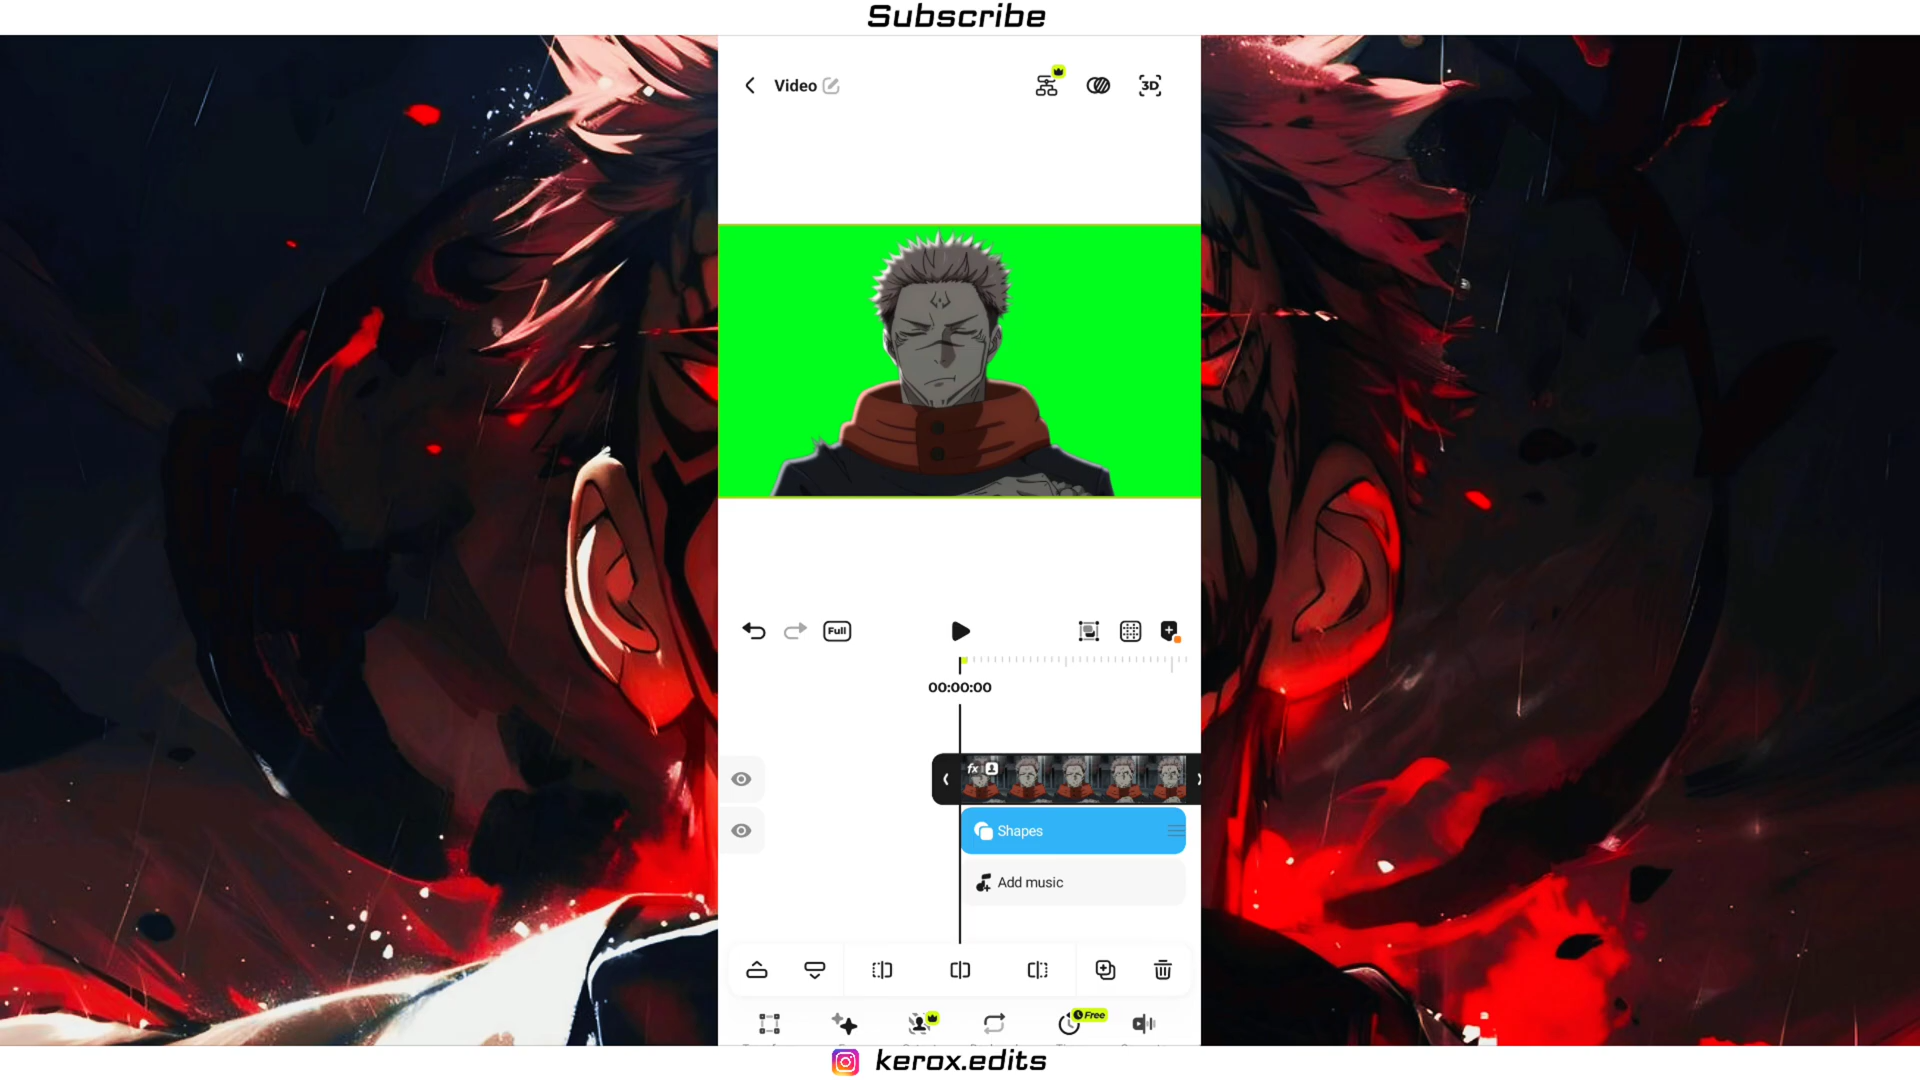 Subscribe
Video
3D
Full
00:00:00
fx
Shapes
Add music
Free
kerox.edits